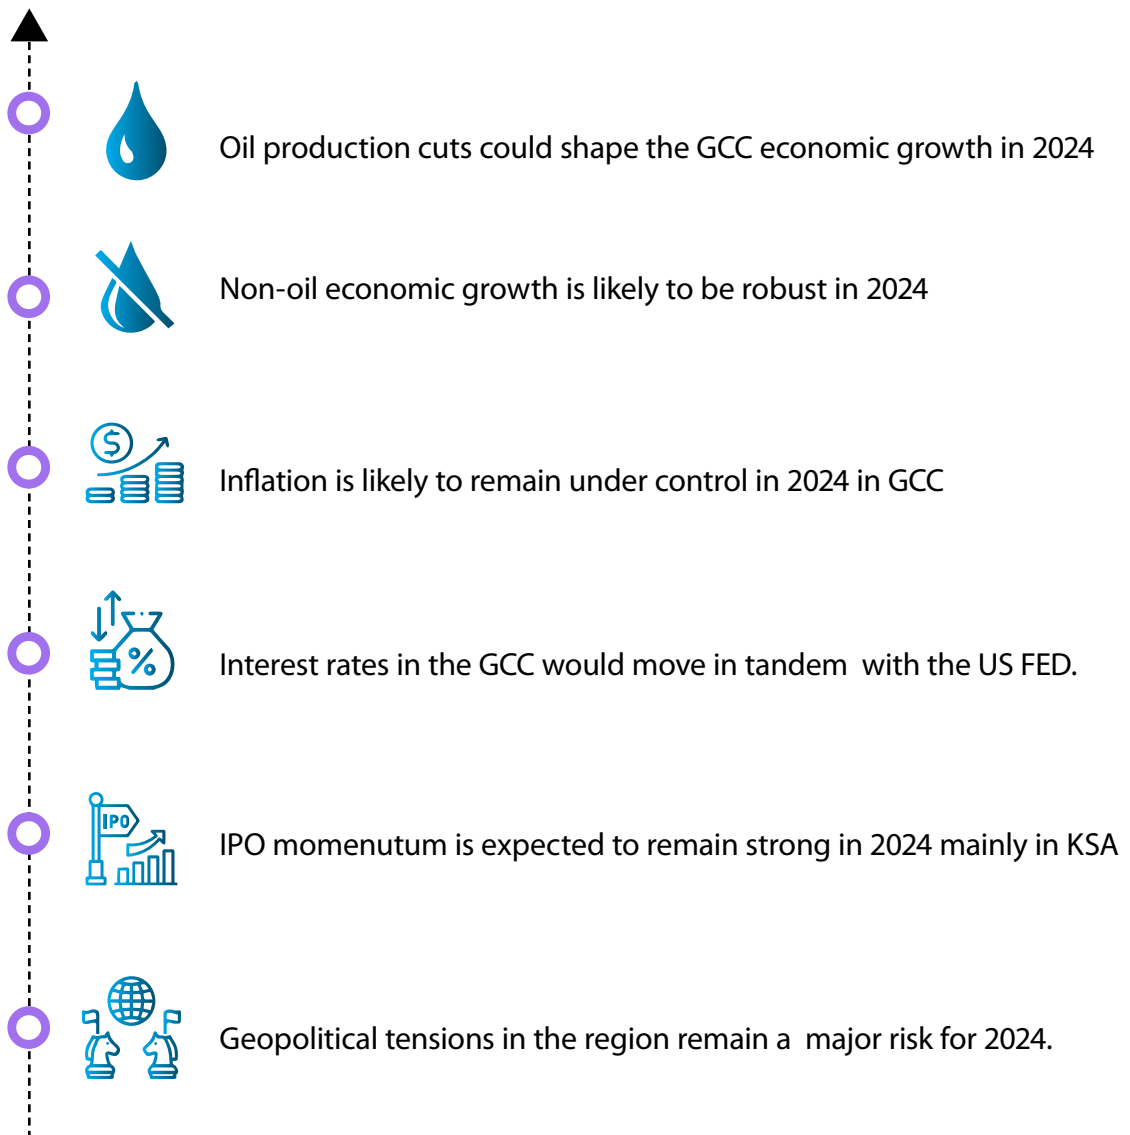 Oil production cuts could shape the GCC economic growth in 2024
Non-oil economic growth is likely to be robust in 2024
$
Inflation is likely to remain under control in 2024 in GCC
%
Interest rates in the GCC would move in tandem  with the US FED.
IPO
IPO momenutum is expected to remain strong in 2024 mainly in KSA
Geopolitical tensions in the region remain a  major risk for 2024.